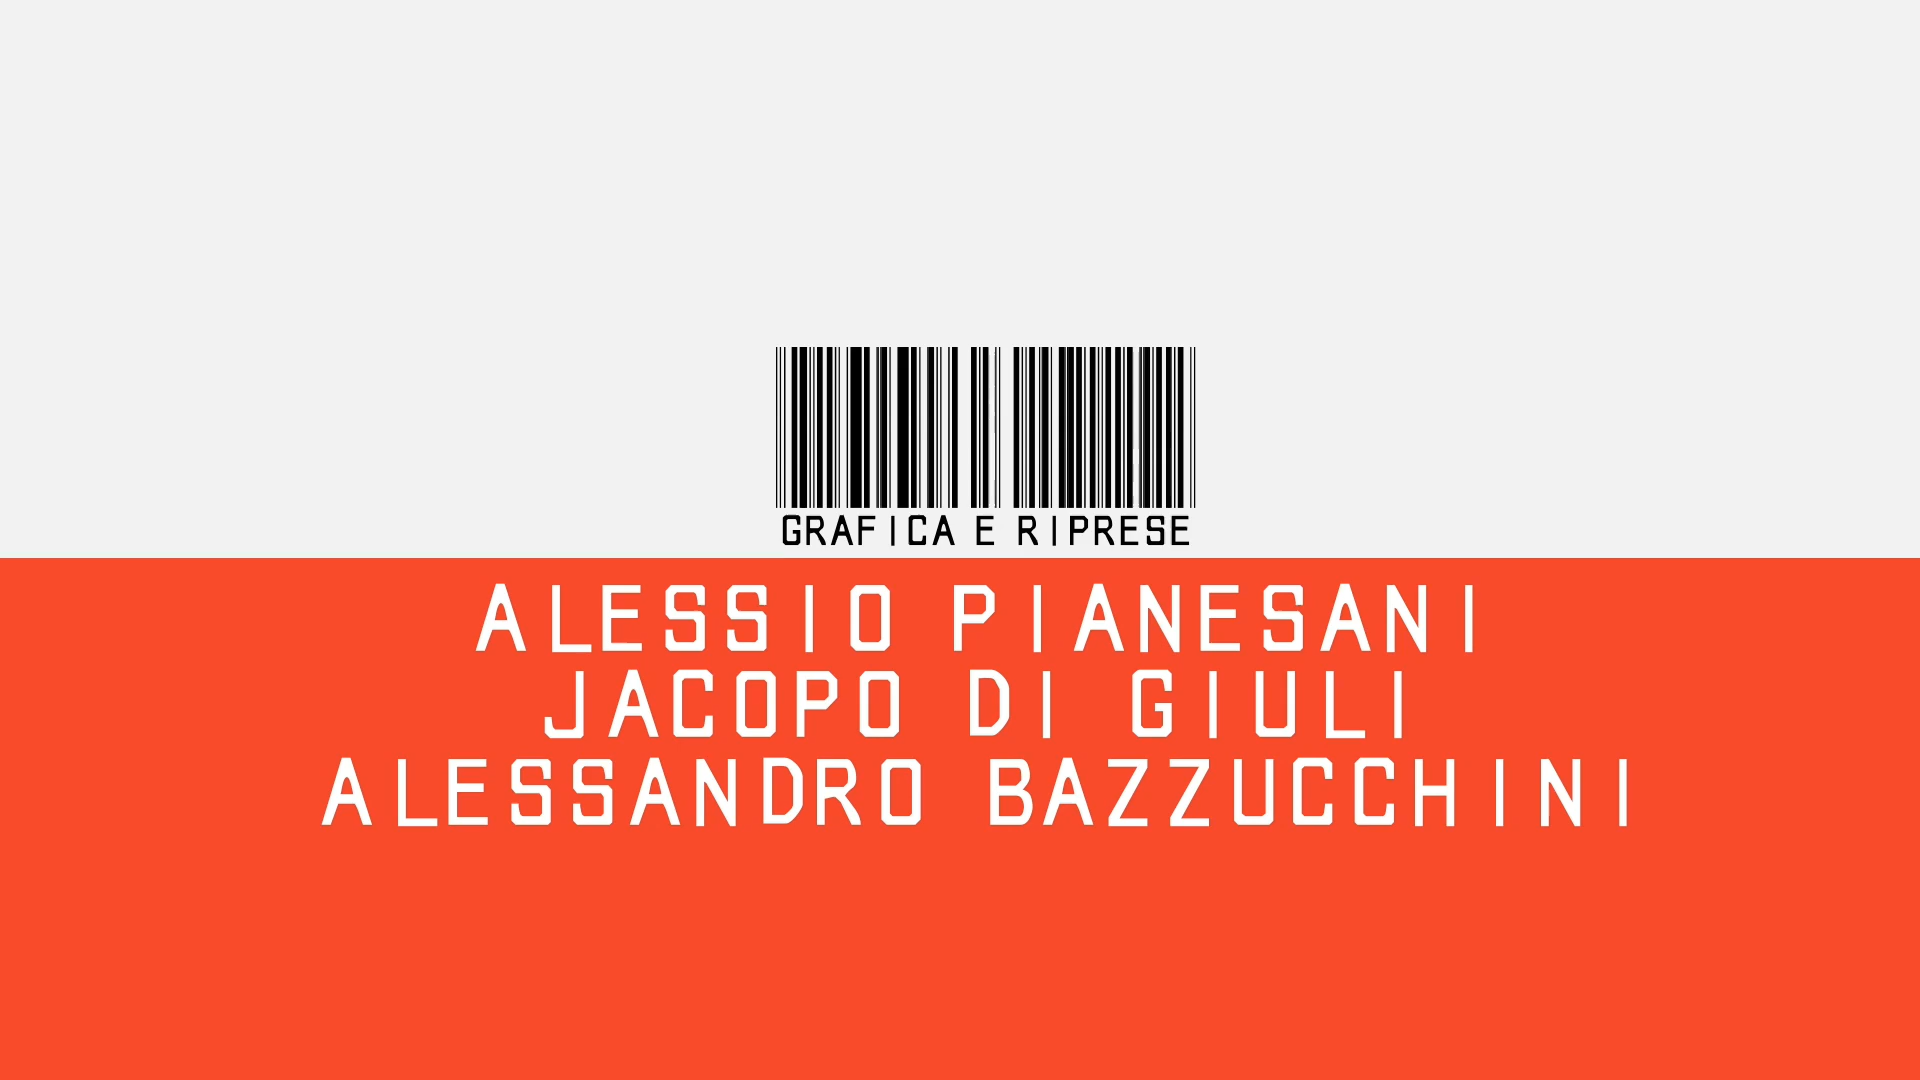 GRAFICA E RIPRESE
ALESSIO PIANESANI
JACOPO DI GIULI
ALESSANDRO BAZZUCCHINI